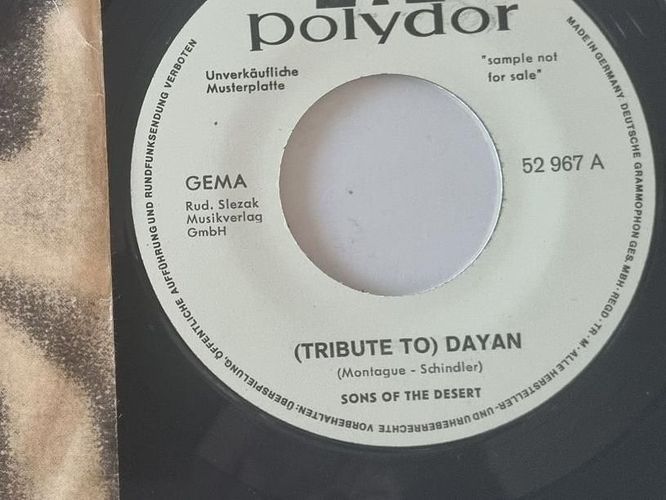 polydor
Unverkäufliche
Musterplatte
"sample not
for sale"
GEMA
Rud. Slezak
Musikverlag
GmbH
52 967 A
(TRIBUTE TO) DAYAN
(Montague - Schindler)
SONS OF THE DESERT
MADE IN GERMANY. DEUTSCHE GRAMMOPHON GES. MBH · REGD · TR · M · ALLE HERSTELLER- UND URHEBERRECHTE VORBEHALTEN: ÜBERSPIELUNG, ÖFFENTLICHE AUFFÜHRUNG UND RUNDFUNKSENDUNG VERBOTEN